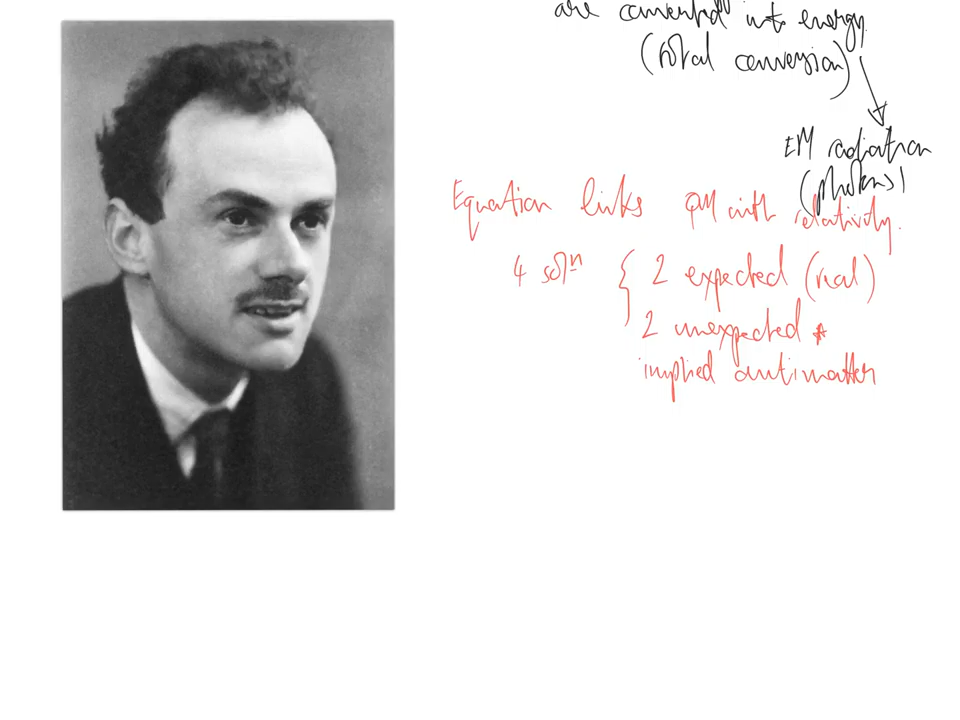 are converted into energy
(total conversion)
EM radiation
(photons)
Equation links QM with relativity.
4 solⁿ { 2 expected (real)
2 unexpected
implied antimatter